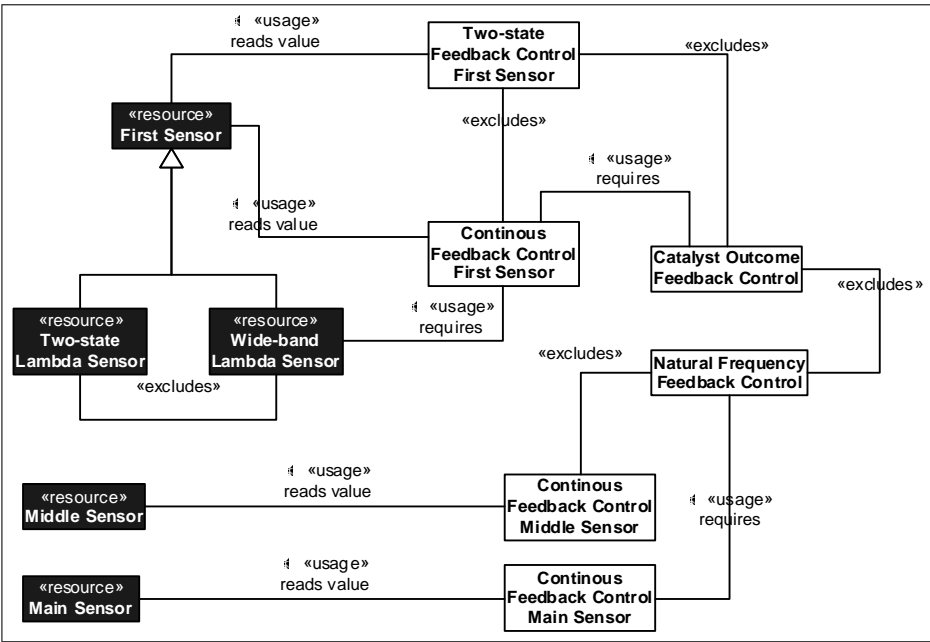 «usage»
reads value
Two-state
Feedback Control
First Sensor
«excludes»
«resource»
First Sensor
«excludes»
«usage»
requires
«usage»
reads value
Continous
Feedback Control
First Sensor
Catalyst Outcome
Feedback Control
«excludes»
«usage»
requires
«resource»
Two-state
Lambda Sensor
«resource»
Wide-band
Lambda Sensor
«excludes»
«excludes»
Natural Frequency
Feedback Control
«usage»
reads value
«resource»
Middle Sensor
Continous
Feedback Control
Middle Sensor
«usage»
requires
«usage»
reads value
«resource»
Main Sensor
Continous
Feedback Control
Main Sensor